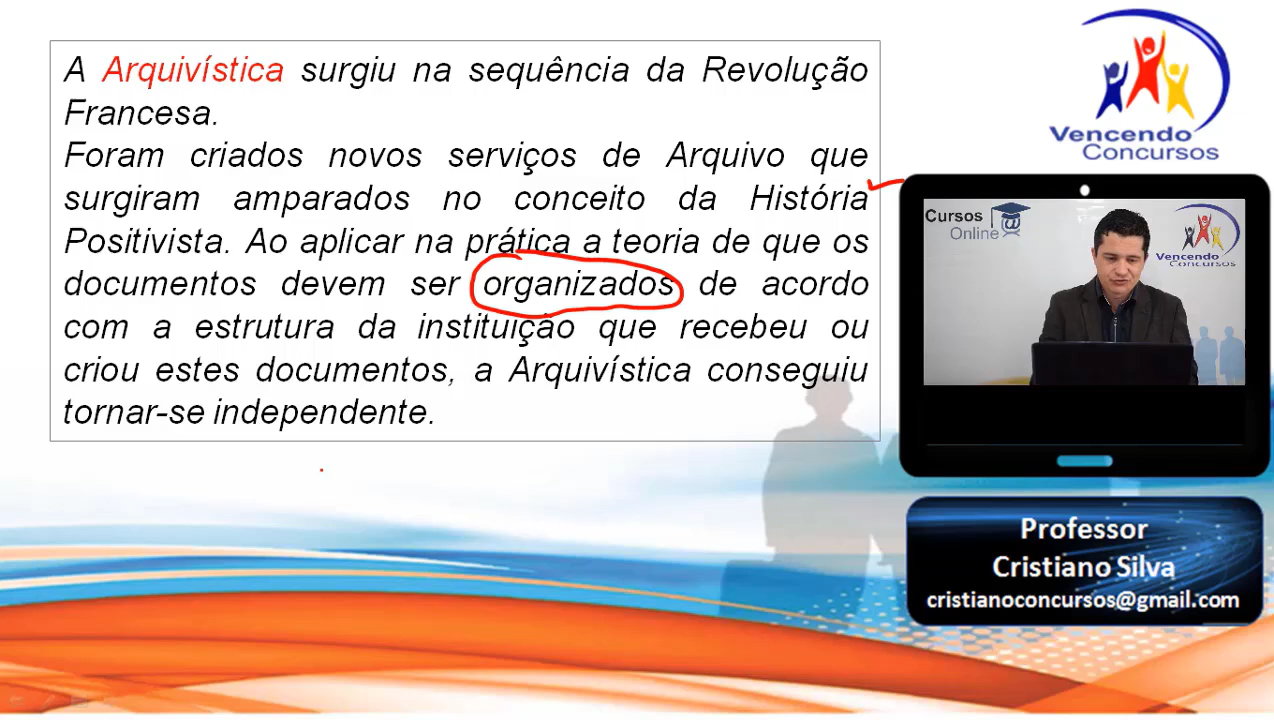 A Arquivística surgiu na sequência da Revolução
Francesa.
Foram criados novos serviços de Arquivo que
surgiram amparados no conceito da História
Positivista. Ao aplicar na prática a teoria de que os
documentos devem ser organizados de acordo
com a estrutura da instituição que recebeu ou
criou estes documentos, a Arquivística conseguiu
tornar-se independente.
Vencendo
Concursos
Cursos
Online
Vencendo
Concursos
Professor
Cristiano Silva
cristianoconcursos@gmail.com